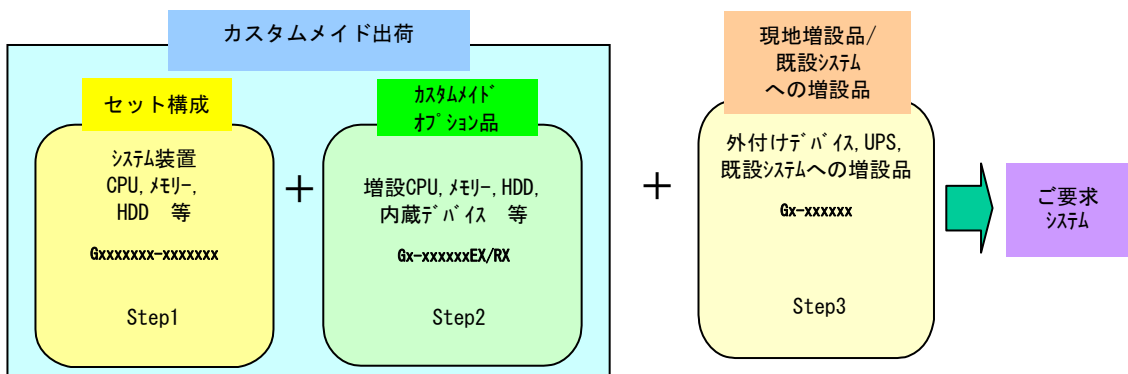 カスタムメイド出荷
セット構成
システム装置
CPU, メモリー,
HDD 等
Gxxxxxxx-xxxxxxx
Step1
+
ｶｽﾀﾑﾒｲﾄﾞ
ｵﾌﾟｼｮﾝ品
増設CPU, メモリー, HDD,
内蔵ﾃﾞﾊﾞｲｽ 等
Gx-xxxxxxEX/RX
Step2
+
現地増設品/
既設ｼｽﾃﾑ
への増設品
外付けﾃﾞﾊﾞｲｽ, UPS,
既設ｼｽﾃﾑへの増設品
Gx-xxxxxx
Step3
ご要求
ｼｽﾃﾑ